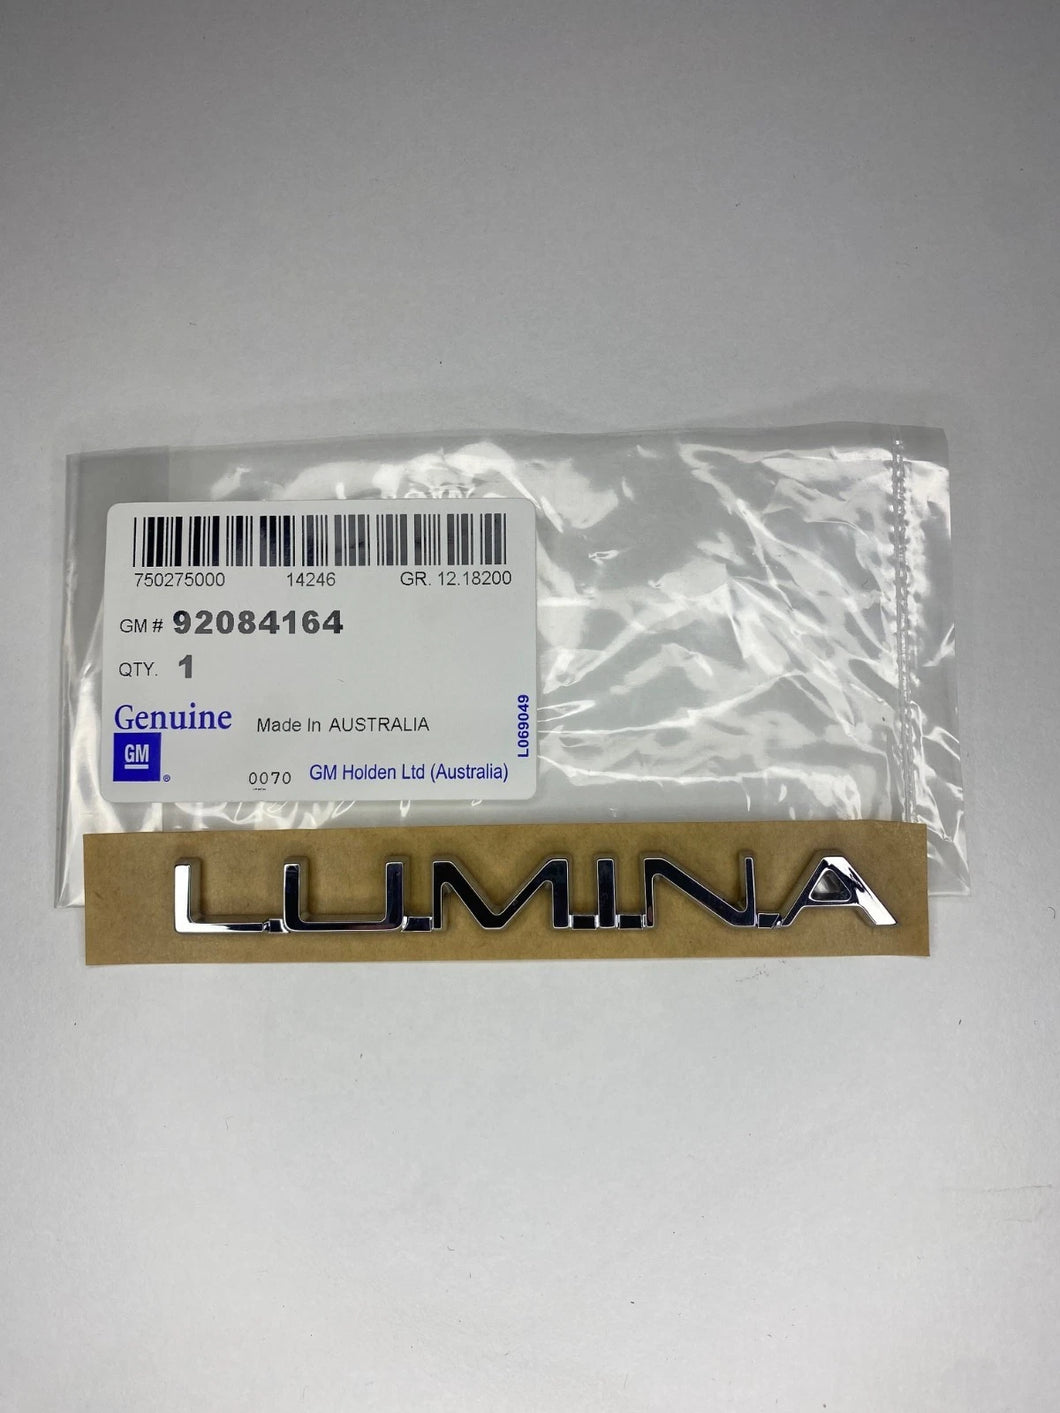 750275000 14246 GR. 12.18200
GM # 92084164
QTY. 1
Genuine Made In AUSTRALIA
GM ®
0070 GM Holden Ltd (Australia)
L069049
LUMINA